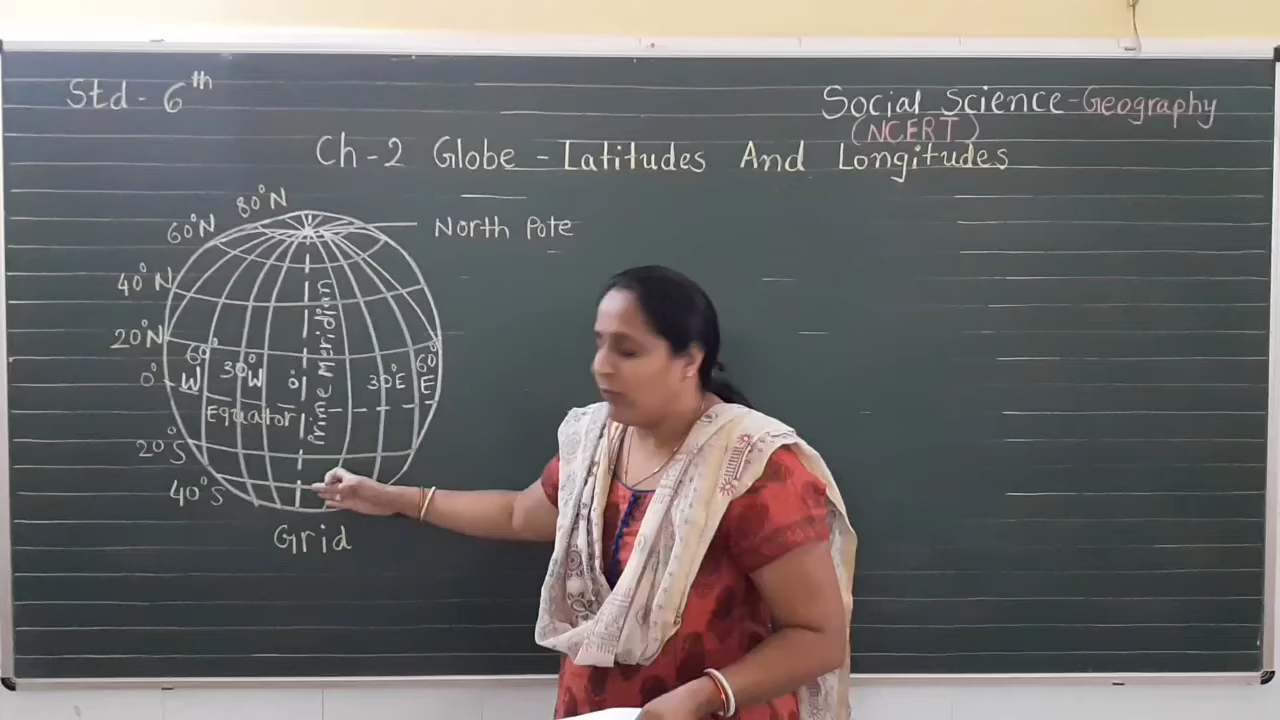 Std - 6th
Social Science - Geography
(NCERT)
Ch - 2 Globe - Latitudes And Longitudes
80°N
60°N
North Pote
40°N
20°N
60°
W
30°W
0°
30°E
60°
E
0°
Prime Meridian
Equator
20°S
40°S
Grid